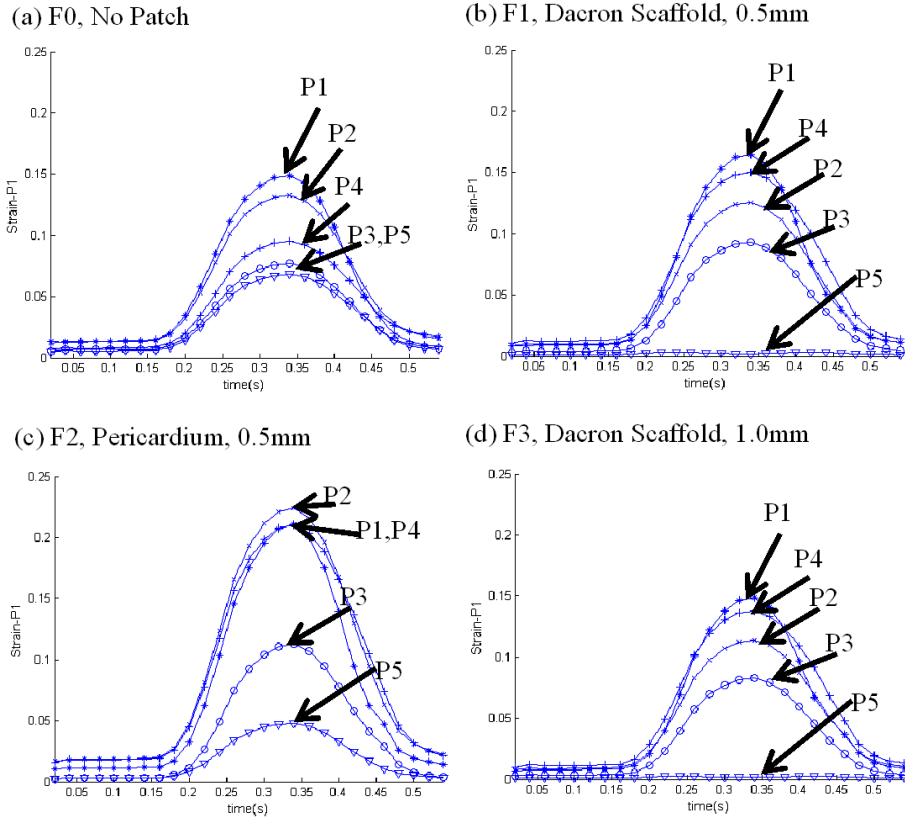 (a) F0, No Patch
0.25
0.2
0.15
0.1
0.05
0
Strain-P1
P1
P2
P4
P3,P5
0.05 0.1 0.15 0.2 0.25 0.3 0.35 0.4 0.45 0.5
time(s)
(b) F1, Dacron Scaffold, 0.5mm
0.25
0.2
0.15
0.1
0.05
0
Strain-P1
P1
P4
P2
P3
P5
0.05 0.1 0.15 0.2 0.25 0.3 0.35 0.4 0.45 0.5
time(s)
(c) F2, Pericardium, 0.5mm
0.25
0.2
0.15
0.1
0.05
0
Strain-P1
P2
P1,P4
P3
P5
0.05 0.1 0.15 0.2 0.25 0.3 0.35 0.4 0.45 0.5
time(s)
(d) F3, Dacron Scaffold, 1.0mm
0.25
0.2
0.15
0.1
0.05
0
Strain-P1
P1
P4
P2
P3
P5
0.05 0.1 0.15 0.2 0.25 0.3 0.35 0.4 0.45 0.5
time(s)